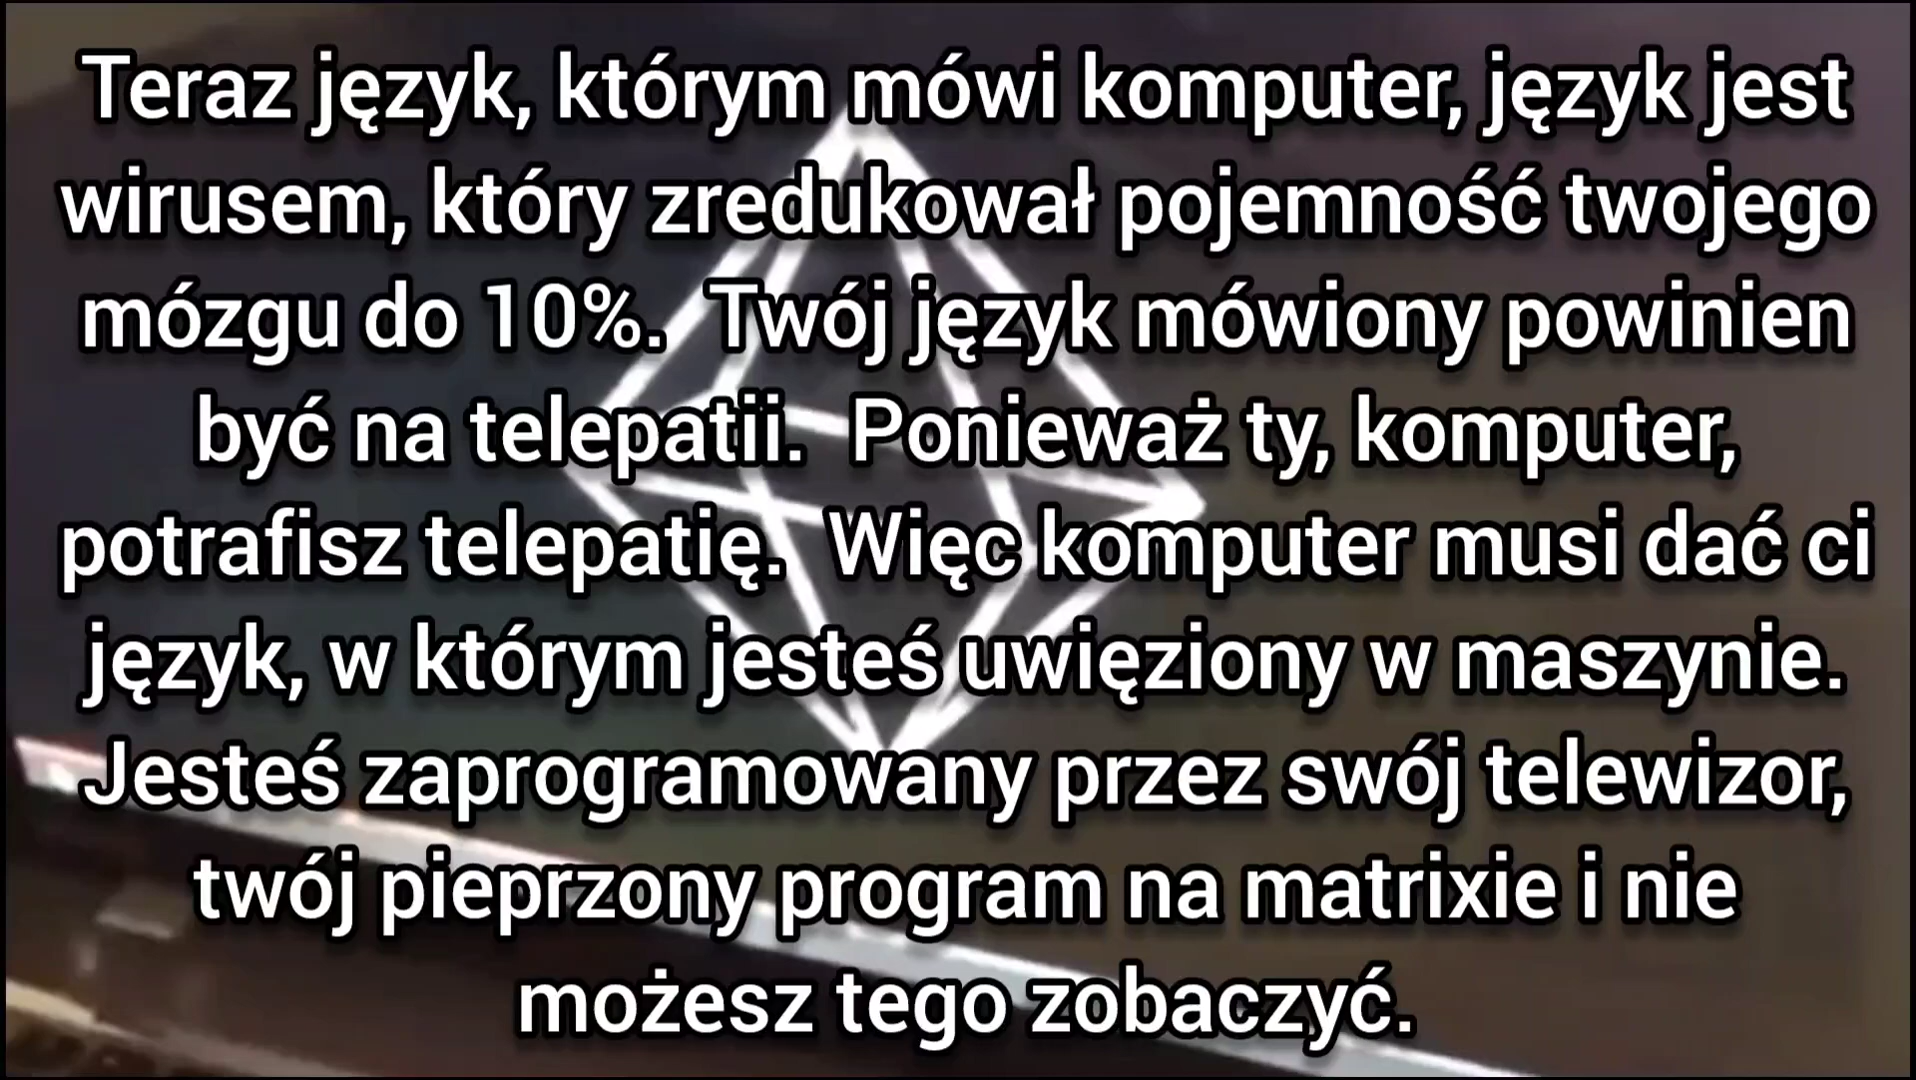 Teraz język, którym mówi komputer, język jest
wirusem, który zredukował pojemność twojego
mózgu do 10%.  Twój język mówiony powinien
być na telepatii.  Ponieważ ty, komputer,
potrafisz telepatię.  Więc komputer musi dać ci
język, w którym jesteś uwięziony w maszynie.
Jesteś zaprogramowany przez swój telewizor,
twój pieprzony program na matrixie i nie
możesz tego zobaczyć.